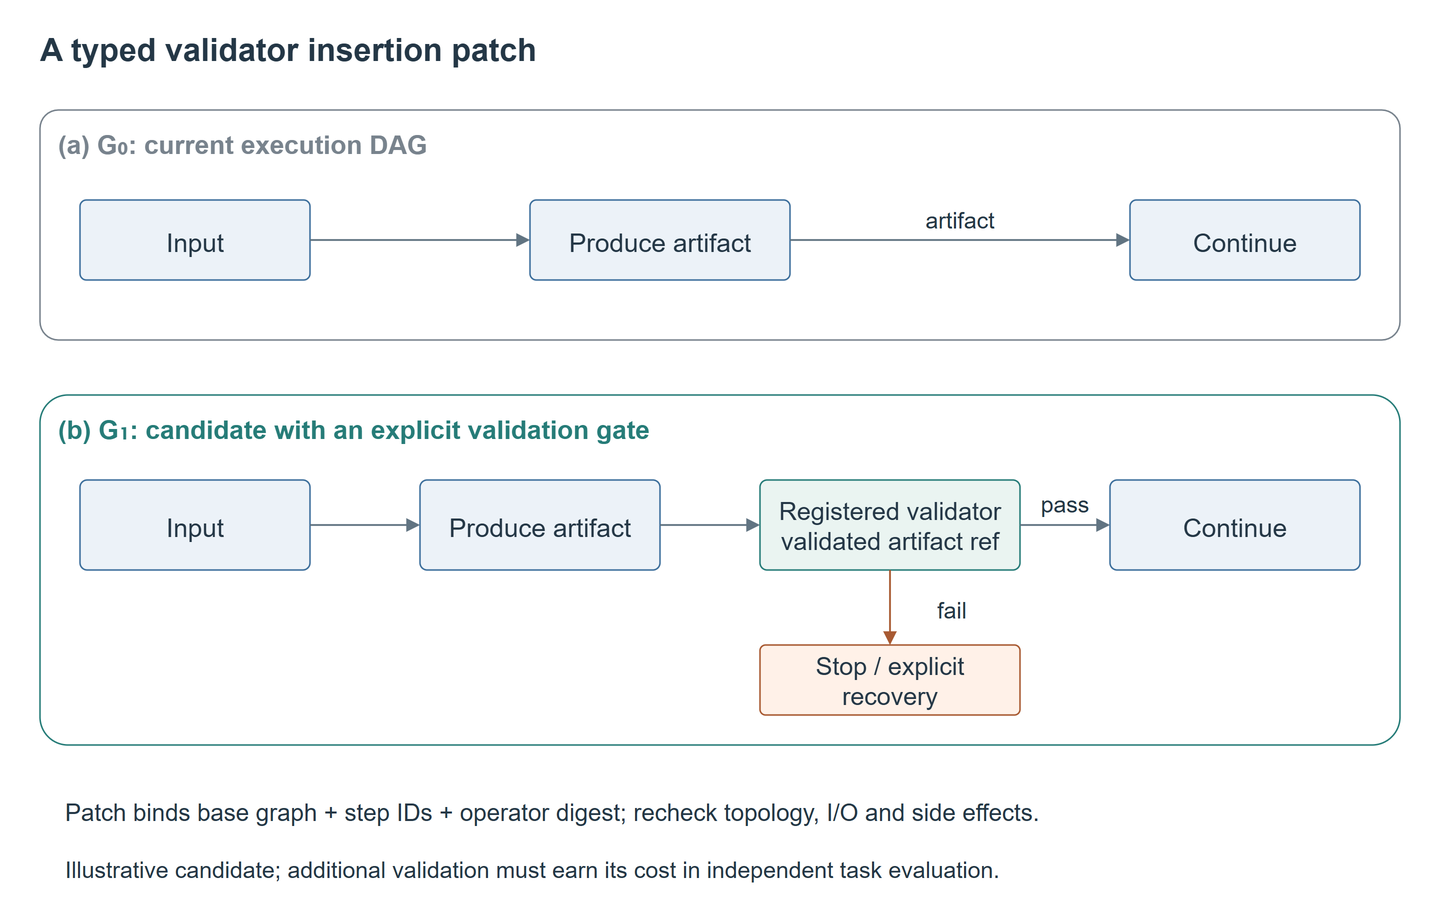 A typed validator insertion patch
(a) G₀: current execution DAG
Input
Produce artifact
artifact
Continue
(b) G₁: candidate with an explicit validation gate
Input
Produce artifact
Registered validator
validated artifact ref
pass
Continue
fail
Stop / explicit
recovery
Patch binds base graph + step IDs + operator digest; recheck topology, I/O and side effects.
Illustrative candidate; additional validation must earn its cost in independent task evaluation.